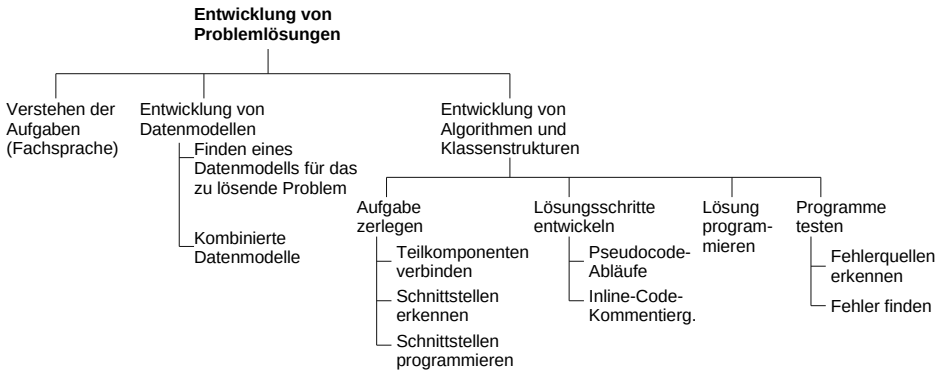 Entwicklung von
Problemlösungen
Verstehen der
Aufgaben
(Fachsprache)
Entwicklung von
Datenmodellen
Finden eines
Datenmodells für das
zu lösende Problem
Kombinierte
Datenmodelle
Entwicklung von
Algorithmen und
Klassenstrukturen
Aufgabe
zerlegen
Teilkomponenten
verbinden
Schnittstellen
erkennen
Schnittstellen
programmieren
Lösungsschritte
entwickeln
Pseudocode-
Abläufe
Inline-Code-
Kommentierg.
Lösung
program-
mieren
Programme
testen
Fehlerquellen
erkennen
Fehler finden